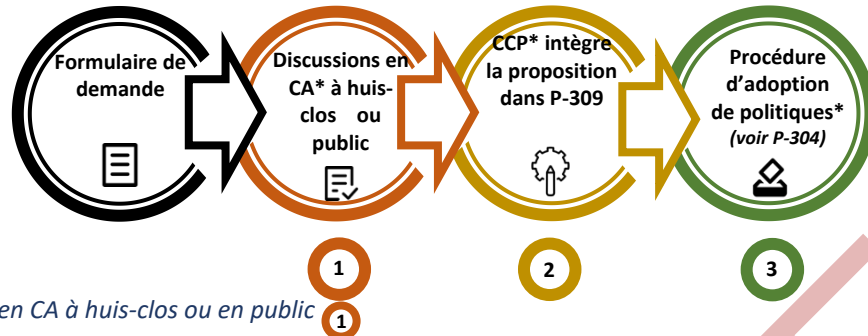 Formulaire de
demande
Discussions en
CA* à huis-
clos ou
public
CCP* intègre
la proposition
dans P-309
Procédure
d'adoption
de politiques*
(voir P-304)
1
2
3
en CA à huis-clos ou en public
1